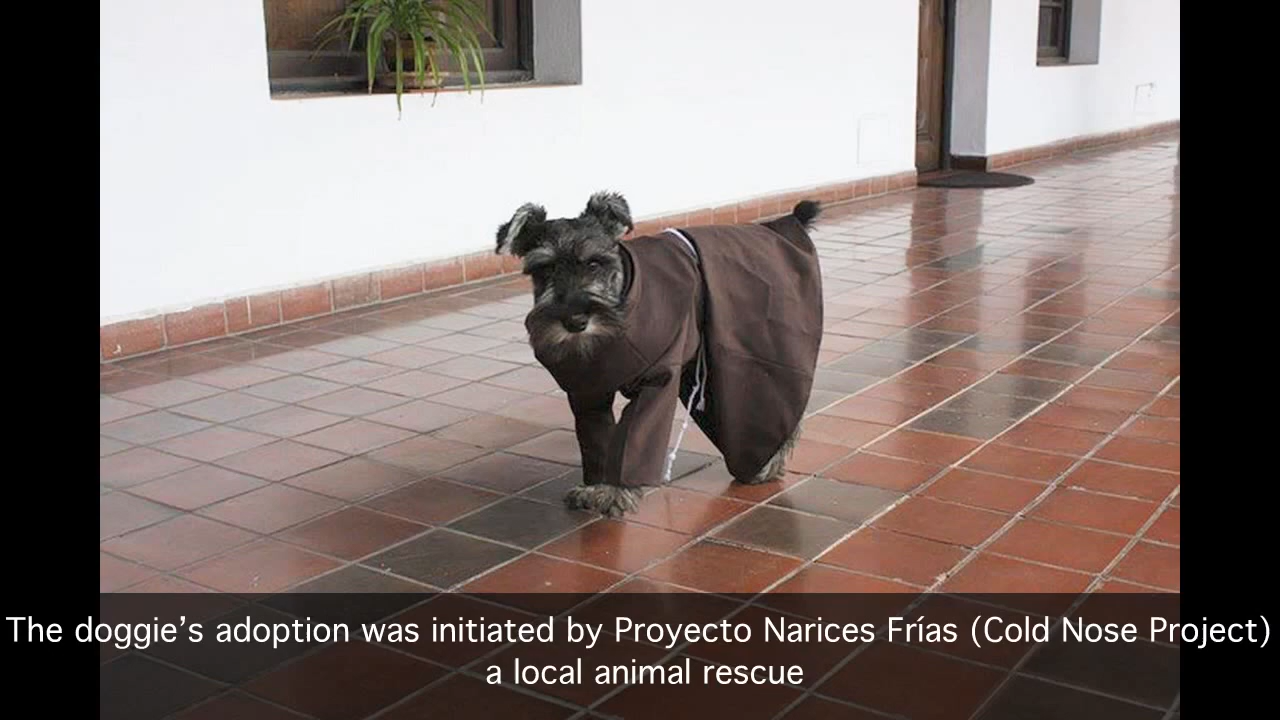 The doggie’s adoption was initiated by Proyecto Narices Frías (Cold Nose Project)
a local animal rescue